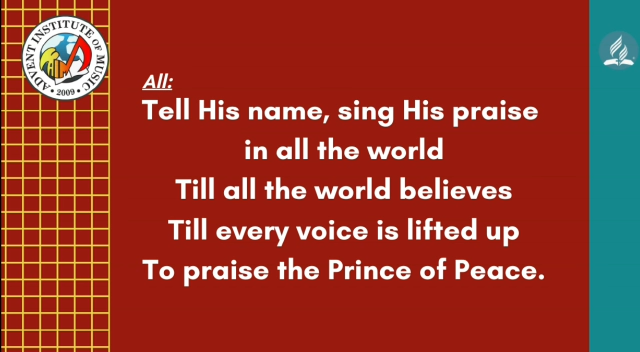 ADVENT INSTITUTE OF MUSIC
AIM
• 2009 •
All:
Tell His name, sing His praise
in all the world
Till all the world believes
Till every voice is lifted up
To praise the Prince of Peace.